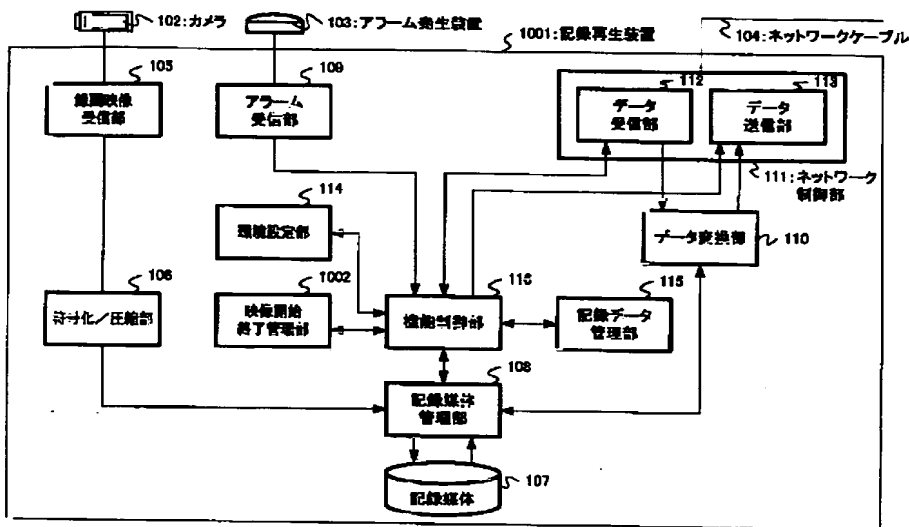 102:カメラ
103:アラーム発生装置
1001:記録再生装置
104:ネットワークケーブル
105
録画映像
受信部
109
アラーム
受信部
112
データ
受信部
113
データ
送信部
111:ネットワーク
制御部
114
環境設定部
データ変換部
110
106
符号化/圧縮部
1002
映像開始
終了管理部
116
機能制御部
115
記録データ
管理部
108
記録媒体
管理部
記録媒体
107